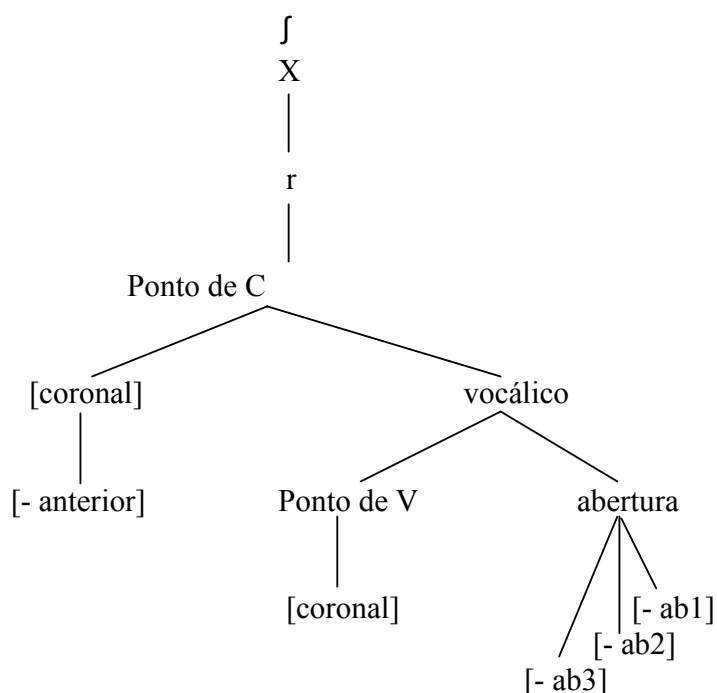 ʃ
X
r
Ponto de C
[coronal] vocálico
[- anterior] Ponto de V abertura
[coronal] [- ab1]
[- ab2]
[- ab3]